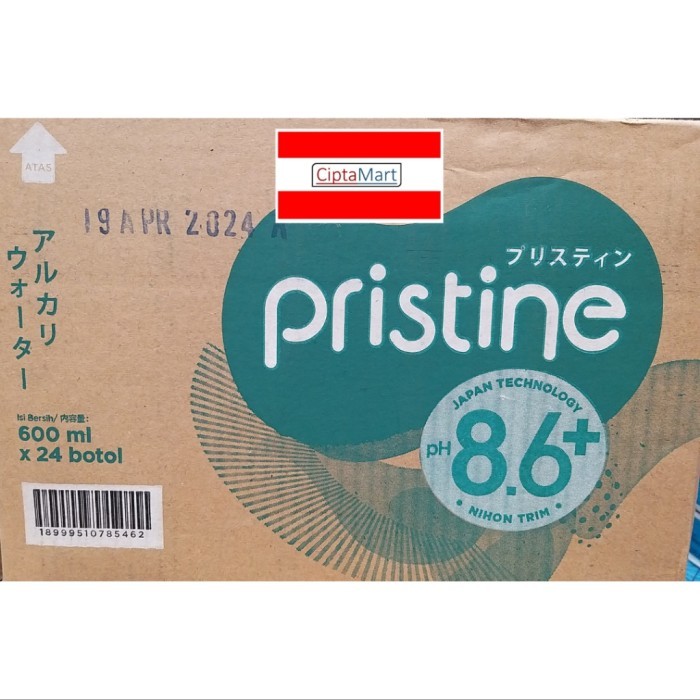 ATAS
CiptaMart
19 APR 2024 A
プリスティン
pristine
アルカリ
ウォーター
JAPAN TECHNOLOGY
pH 8.6+
• NIHON TRIM •
Isi Bersih/内容量:
600 ml
x 24 botol
18999510785462